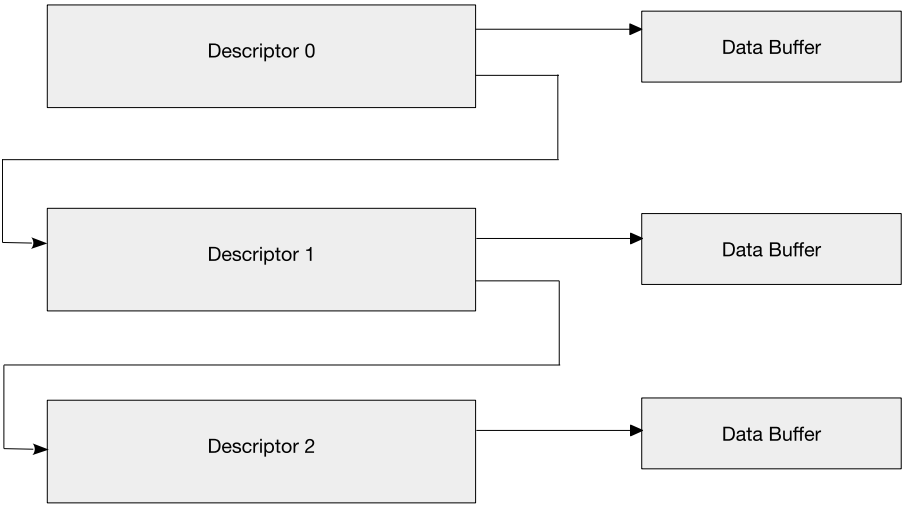 Descriptor 0
Data Buffer
Descriptor 1
Data Buffer
Descriptor 2
Data Buffer